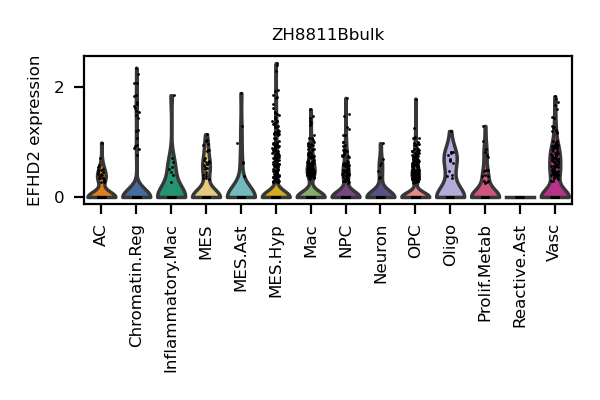 ZH8811Bbulk
EFHD2 expression
2
0
AC
Chromatin.Reg
Inflammatory.Mac
MES
MES.Ast
MES.Hyp
Mac
NPC
Neuron
OPC
Oligo
Prolif.Metab
Reactive.Ast
Vasc